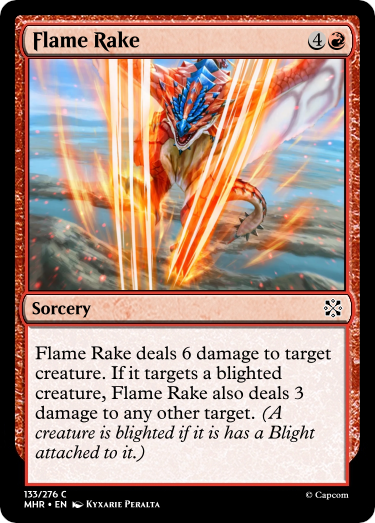 Flame Rake 4
Sorcery
Flame Rake deals 6 damage to target
creature. If it targets a blighted
creature, Flame Rake also deals 3
damage to any other target. (A
creature is blighted if it is has a Blight
attached to it.)
133/276 C
MHR • EN Kyxarie Peralta
© Capcom